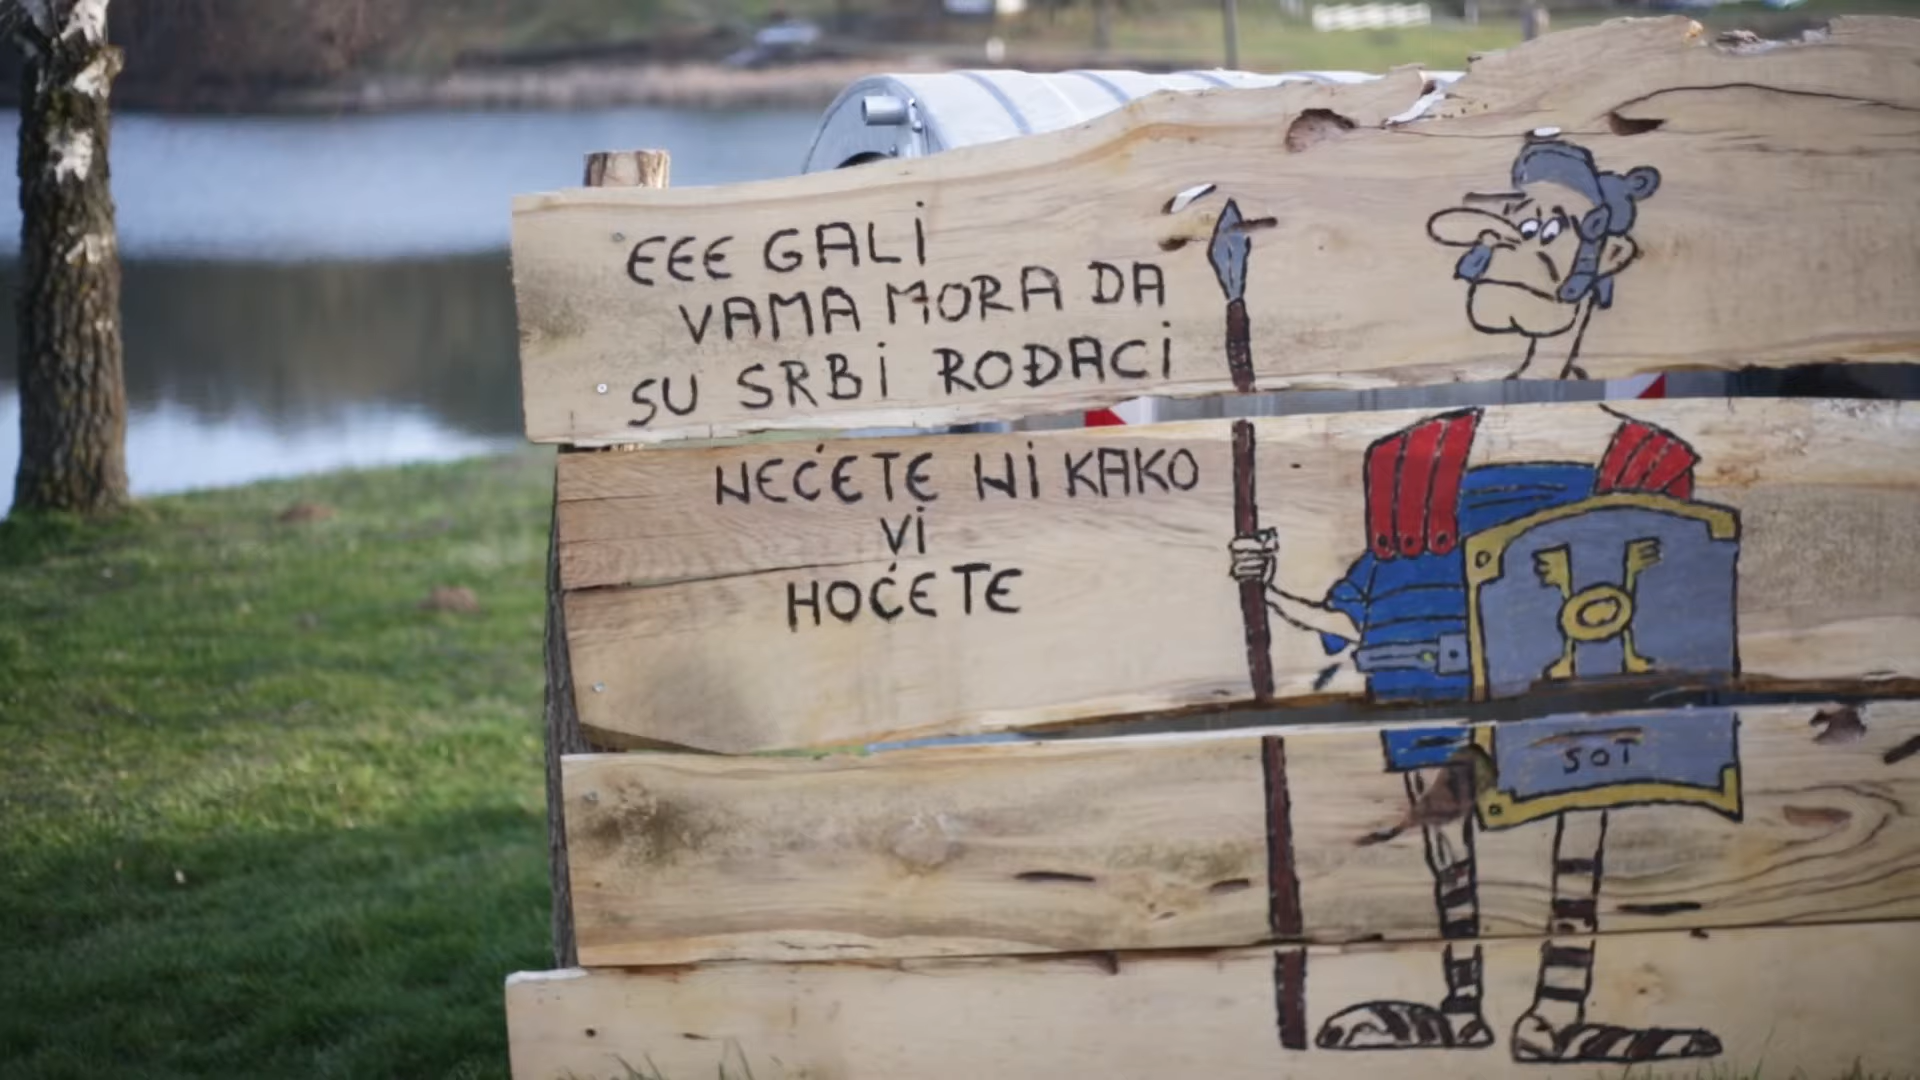 EEE GALI
VAMA MORA DA
SU SRBI ROĐACI
NEĆETE NI KAKO
VI
HOĆETE
SOT